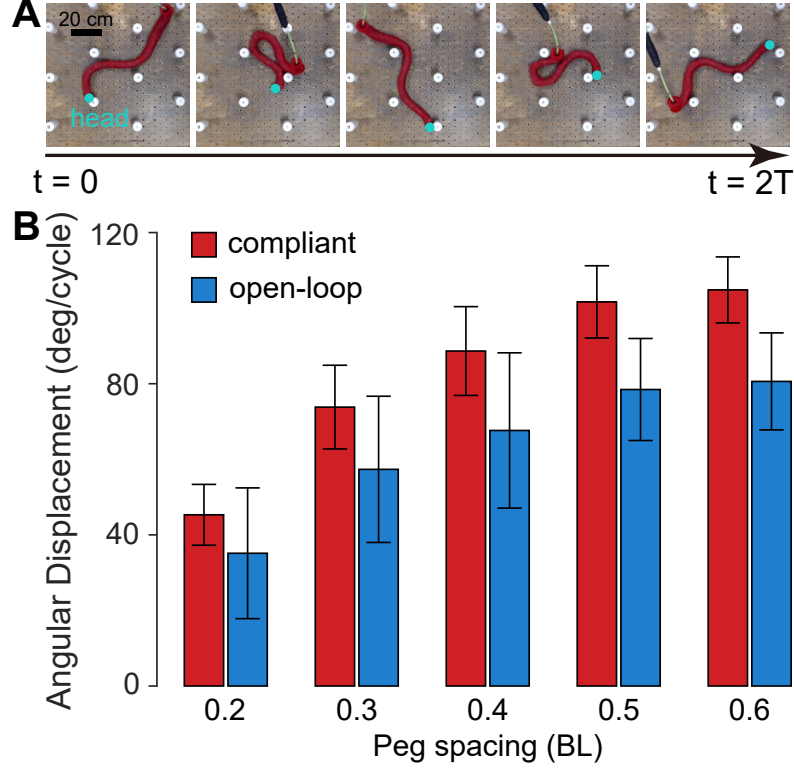 A
20 cm
head
t = 0
t = 2T
B
Angular Displacement (deg/cycle)
120
80
40
0
compliant
open-loop
0.2
0.3
0.4
0.5
0.6
Peg spacing (BL)